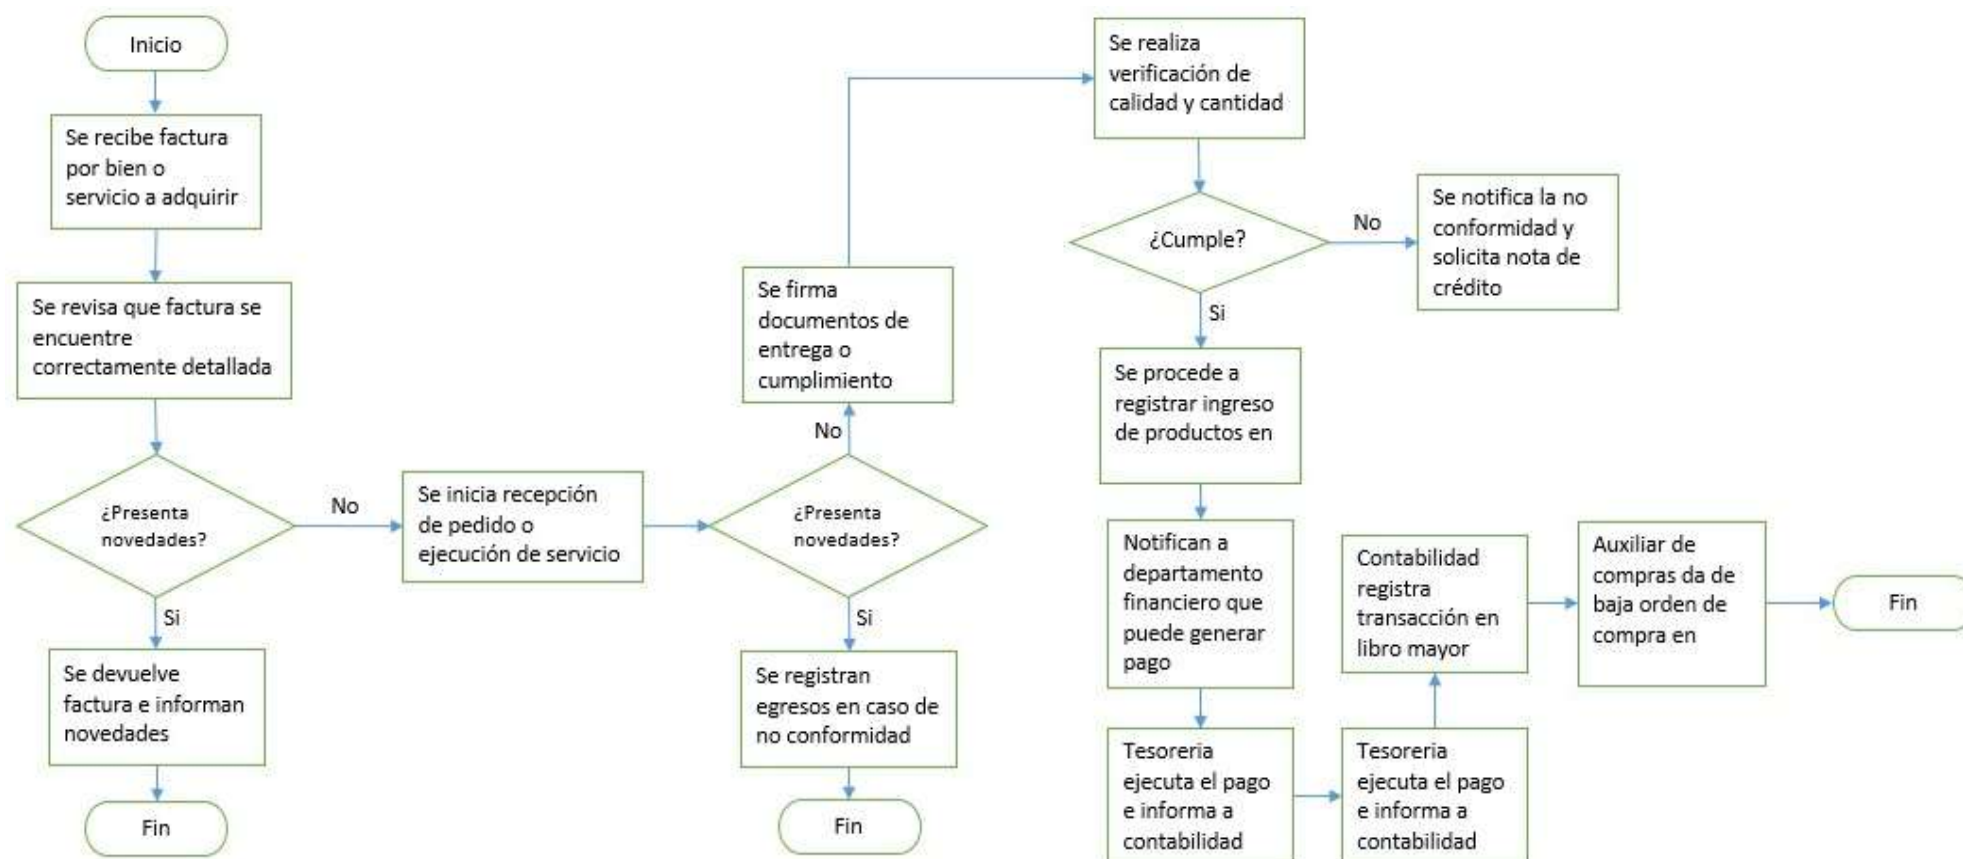 Inicio
Se recibe factura
por bien o
servicio a adquirir
Se revisa que factura se
encuentre
correctamente detallada
¿Presenta
novedades?
Si
Se devuelve
factura e informan
novedades
Fin
No
Se inicia recepción
de pedido o
ejecución de servicio
¿Presenta
novedades?
Si
Se registran
egresos en caso de
no conformidad
Fin
No
Se firma
documentos de
entrega o
cumplimiento
Se realiza
verificación de
calidad y cantidad
¿Cumple?
No
Se notifica la no
conformidad y
solicita nota de
crédito
Si
Se procede a
registrar ingreso
de productos en
Notifican a
departamento
financiero que
puede generar
pago
Tesoreria
ejecuta el pago
e informa a
contabilidad
Tesoreria
ejecuta el pago
e informa a
contabilidad
Contabilidad
registra
transacción en
libro mayor
Auxiliar de
compras da de
baja orden de
compra en
Fin